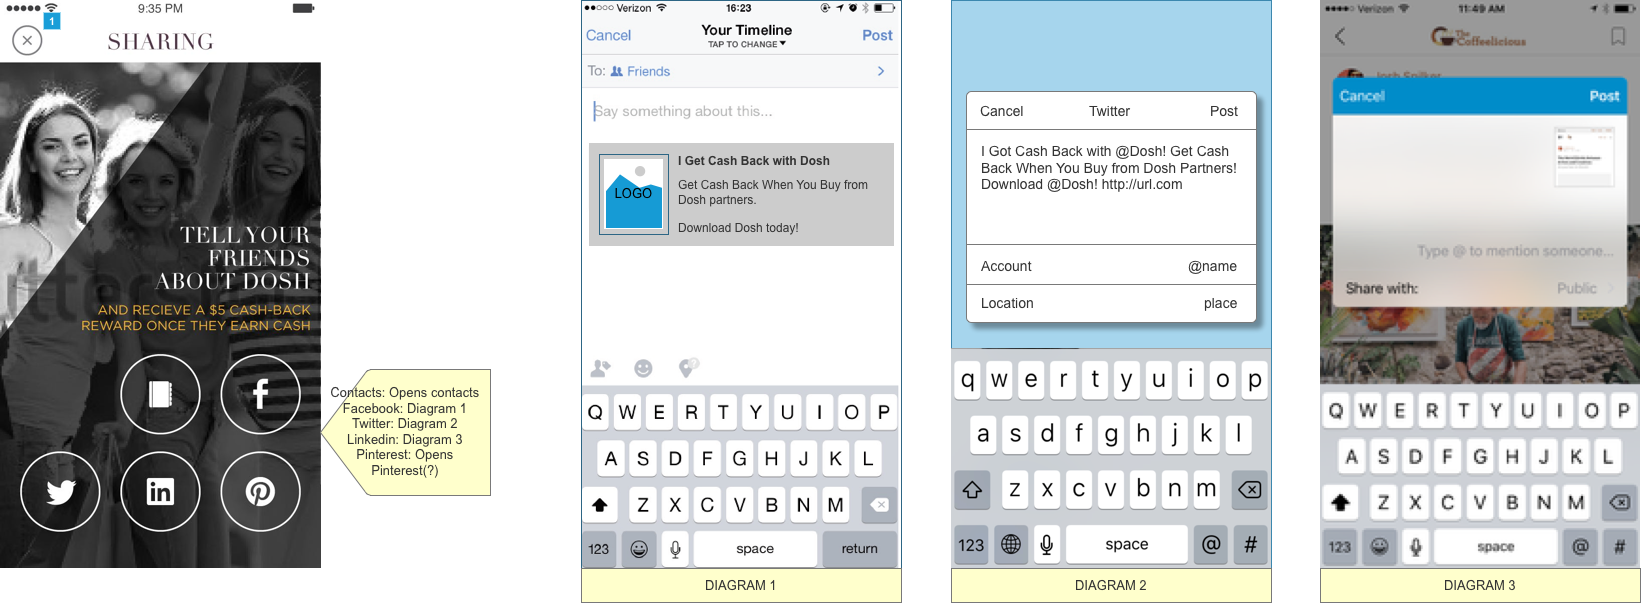 9:35 PM
1
SHARING
TELL YOUR
FRIENDS
ABOUT DOSH
AND RECIEVE A $5 CASH-BACK
REWARD ONCE THEY EARN CASH
Contacts: Opens contacts
Facebook: Diagram 1
Twitter: Diagram 2
Linkedin: Diagram 3
Pinterest: Opens
Pinterest(?)
Verizon 16:23
Cancel Your Timeline Post
TAP TO CHANGE
To: Friends
Say something about this...
I Get Cash Back with Dosh
LOGO
Get Cash Back When You Buy from
Dosh partners.
Download Dosh today!
Q W E R T Y U I O P
A S D F G H J K L
Z X C V B N M
123 space return
DIAGRAM 1
Cancel Twitter Post
I Got Cash Back with @Dosh! Get Cash
Back When You Buy from Dosh Partners!
Download @Dosh! http://url.com
Account @name
Location place
q w e r t y u i o p
a s d f g h j k l
z x c v b n m
123 space @ #
DIAGRAM 2
Verizon 11:49 AM
The
Coffeelicious
Josh Spilker
Cancel Post
Type @ to mention someone...
Share with: Public
Q W E R T Y U I O P
A S D F G H J K L
Z X C V B N M
123 space @ #
DIAGRAM 3